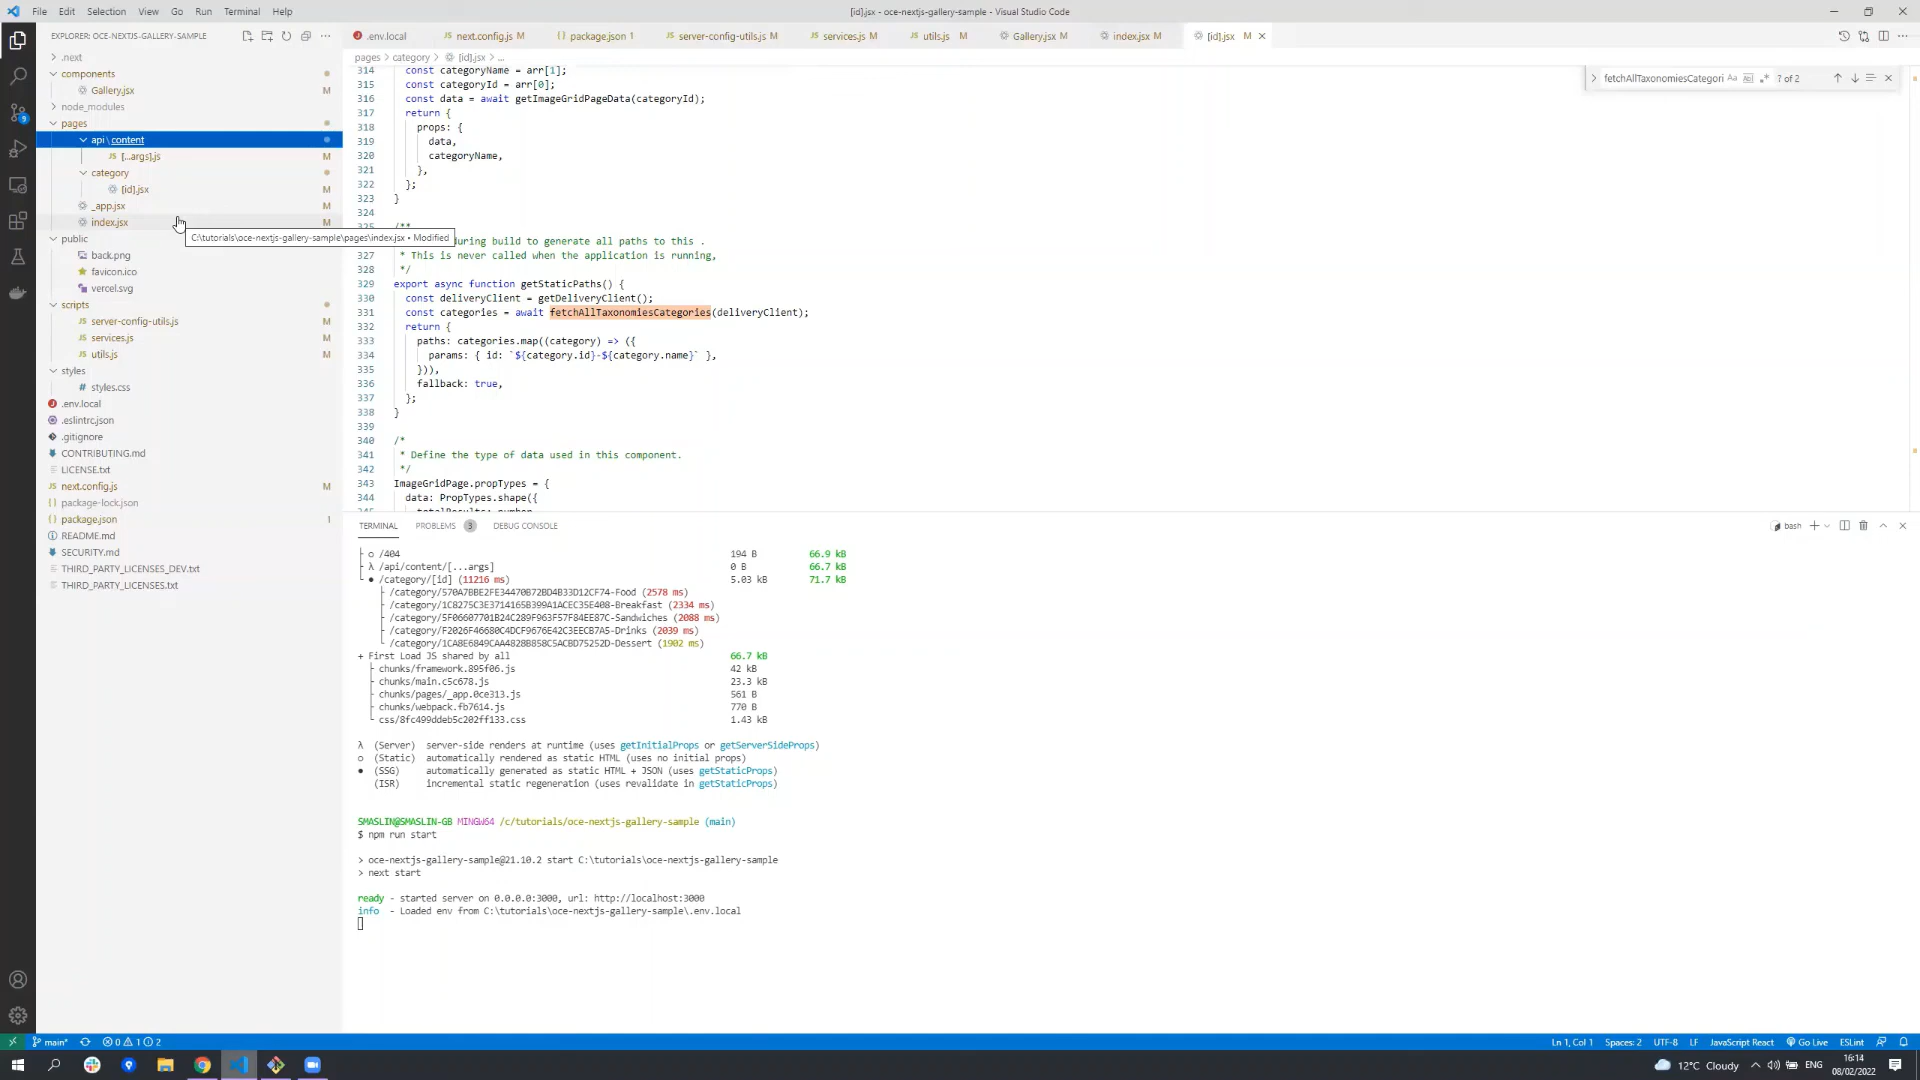 File Edit Selection View Go Run Terminal Help
[id].jsx - oce-nextjs-gallery-sample - Visual Studio Code
EXPLORER: OCE-NEXTJS-GALLERY-SAMPLE
.next
components
Gallery.jsx M
node_modules
pages
api \ content
[...args].js M
category
[id].jsx M
_app.jsx M
index.jsx M
C:\tutorials\oce-nextjs-gallery-sample\pages\index.jsx • Modified
public
back.png
favicon.ico
vercel.svg
scripts
server-config-utils.js M
services.js M
utils.js M
styles
styles.css
.env.local
.eslintrc.json
.gitignore
CONTRIBUTING.md
LICENSE.txt
next.config.js M
package-lock.json
package.json 1
README.md
SECURITY.md
THIRD_PARTY_LICENSES_DEV.txt
THIRD_PARTY_LICENSES.txt
.env.local next.config.js M package.json 1 server-config-utils.js M services.js M utils.js M Gallery.jsx M index.jsx M [id].jsx M
pages > category > [id].jsx > ...
fetchAllTaxonomiesCategori Aa ? of 2
314 const categoryName = arr[1];
315 const categoryId = arr[0];
316 const data = await getImageGridPageData(categoryId);
317 return {
318 props: {
319 data,
320 categoryName,
321 },
322 };
323 }
324
325 /**
during build to generate all paths to this .
327 * This is never called when the application is running,
328 */
329 export async function getStaticPaths() {
330 const deliveryClient = getDeliveryClient();
331 const categories = await fetchAllTaxonomiesCategories(deliveryClient);
332 return {
333 paths: categories.map((category) => ({
334 params: { id: `${category.id}-${category.name}` },
335 })),
336 fallback: true,
337 };
338 }
339
340 /*
341 * Define the type of data used in this component.
342 */
343 ImageGridPage.propTypes = {
344 data: PropTypes.shape({
345 totalResults: number
TERMINAL PROBLEMS 3 DEBUG CONSOLE
bash
├ ○ /404 194 B 66.9 kB
├ λ /api/content/[...args] 0 B 66.7 kB
└ ● /category/[id] (11216 ms) 5.03 kB 71.7 kB
├ /category/570A7BBE2FE34470B72BD4B33D12CF74-Food (2578 ms)
├ /category/1C8275C3E3714165B399A1ACEC35E408-Breakfast (2334 ms)
├ /category/5F06607701B24C289F963F57F84EE87C-Sandwiches (2088 ms)
├ /category/F2026F46680C4DCF9676E42C3EECB7A5-Drinks (2039 ms)
└ /category/1CA8E6849CAA4828B858C5ACBD75252D-Dessert (1902 ms)
+ First Load JS shared by all 66.7 kB
├ chunks/framework.895f06.js 42 kB
├ chunks/main.c5c678.js 23.3 kB
├ chunks/pages/_app.0ce313.js 561 B
├ chunks/webpack.fb7614.js 770 B
└ css/8fc499ddeb5c202ff133.css 1.43 kB
λ (Server) server-side renders at runtime (uses getInitialProps or getServerSideProps)
○ (Static) automatically rendered as static HTML (uses no initial props)
● (SSG) automatically generated as static HTML + JSON (uses getStaticProps)
(ISR) incremental static regeneration (uses revalidate in getStaticProps)
SMASLIN@SMASLIN-GB MINGW64 /c/tutorials/oce-nextjs-gallery-sample (main)
$ npm run start
> oce-nextjs-gallery-sample@21.10.2 start C:\tutorials\oce-nextjs-gallery-sample
> next start
ready - started server on 0.0.0.0:3000, url: http://localhost:3000
info - Loaded env from C:\tutorials\oce-nextjs-gallery-sample\.env.local
main* 0 1 2
Ln 1, Col 1 Spaces: 2 UTF-8 LF JavaScript React Go Live ESLint
12°C Cloudy ENG
16:14
08/02/2022